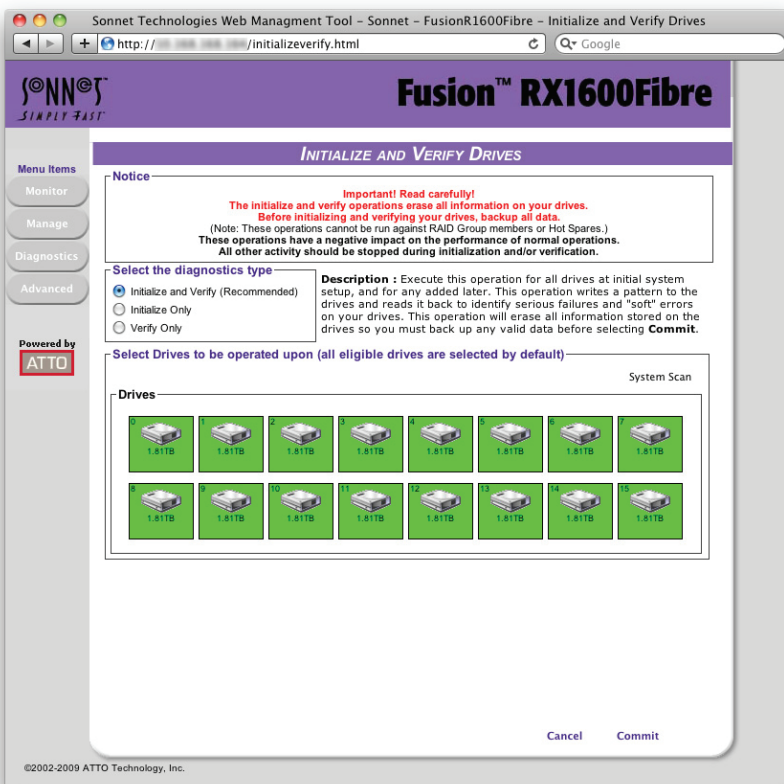 Sonnet Technologies Web Managment Tool – Sonnet – FusionR1600Fibre – Initialize and Verify Drives
http:// /initializeverify.html
Google
SONNET™
SIMPLY FAST®
Fusion™ RX1600Fibre
INITIALIZE AND VERIFY DRIVES
Menu Items
Monitor
Manage
Diagnostics
Advanced
Powered by
ATTO
Notice
Important! Read carefully!
The initialize and verify operations erase all information on your drives.
Before initializing and verifying your drives, backup all data.
(Note: These operations cannot be run against RAID Group members or Hot Spares.)
These operations have a negative impact on the performance of normal operations.
All other activity should be stopped during initialization and/or verification.
Select the diagnostics type
Initialize and Verify (Recommended)
Initialize Only
Verify Only
Description : Execute this operation for all drives at initial system
setup, and for any added later. This operation writes a pattern to the
drives and reads it back to identify serious failures and "soft" errors
on your drives. This operation will erase all information stored on the
drives so you must back up any valid data before selecting Commit.
Select Drives to be operated upon (all eligible drives are selected by default)
System Scan
Drives
0 1 2 3 4 5 6 7
1.81TB 1.81TB 1.81TB 1.81TB 1.81TB 1.81TB 1.81TB 1.81TB
8 9 10 11 12 13 14 15
1.81TB 1.81TB 1.81TB 1.81TB 1.81TB 1.81TB 1.81TB 1.81TB
Cancel Commit
©2002-2009 ATTO Technology, Inc.